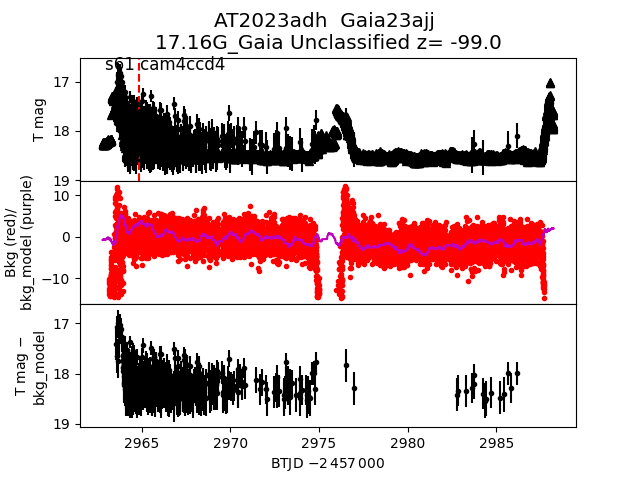 AT2023adh  Gaia23ajj
17.16G_Gaia Unclassified z= -99.0
s61 cam4ccd4
T mag
17
18
19
Bkg (red)/
bkg_model (purple)
10
0
−10
T mag −
bkg_model
17
18
19
2965 2970 2975 2980 2985
BTJD −2 457 000